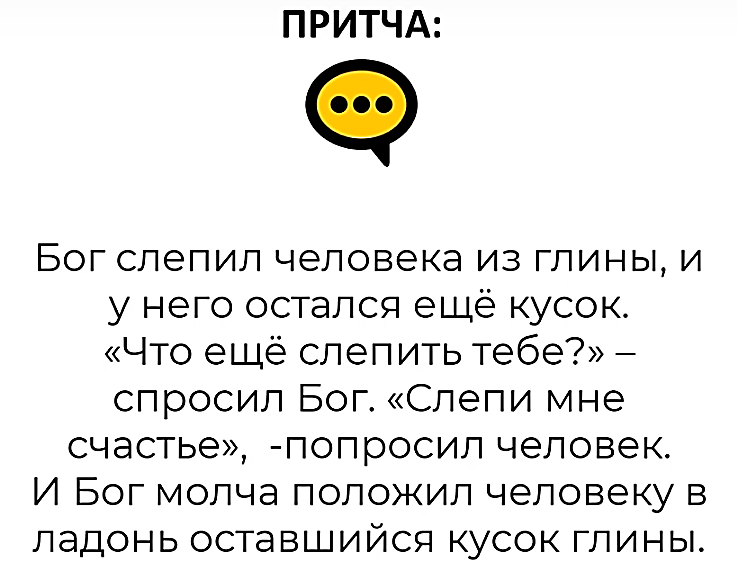 ПРИТЧА:
Бог слепил человека из глины, и
у него остался ещё кусок.
«Что ещё слепить тебе?» –
спросил Бог. «Слепи мне
счастье»,  -попросил человек.
И Бог молча положил человеку в
ладонь оставшийся кусок глины.